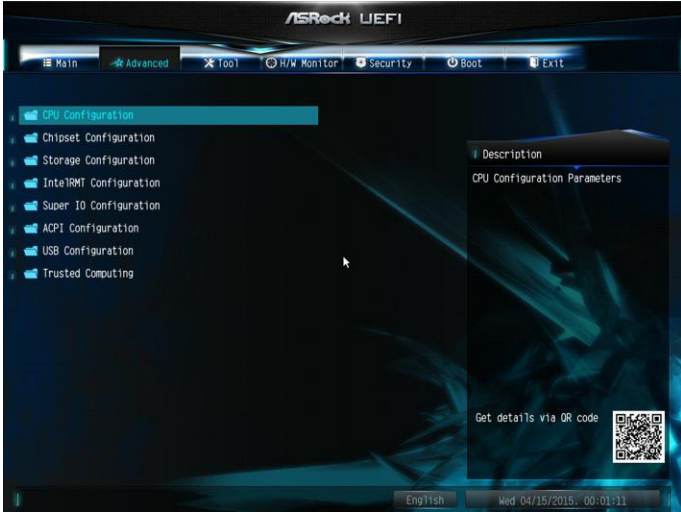 ASRock UEFI
Main Advanced Tool H/W Monitor Security Boot Exit
CPU Configuration
Chipset Configuration
Storage Configuration
IntelRMT Configuration
Super IO Configuration
ACPI Configuration
USB Configuration
Trusted Computing
Description
CPU Configuration Parameters
Get details via QR code
English Wed 04/15/2015. 00:01:11